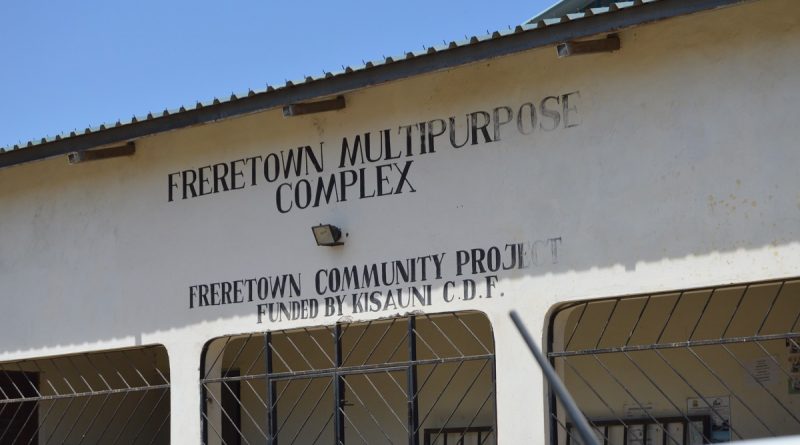 FRERETOWN MULTIPURPOSE
COMPLEX
FRERETOWN COMMUNITY PROJECT
FUNDED BY KISAUNI C.D.F.